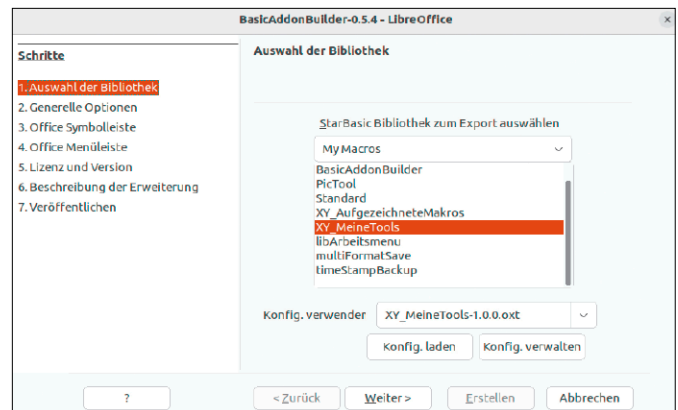 BasicAddonBuilder-0.5.4 - LibreOffice
×
Schritte
1. Auswahl der Bibliothek
2. Generelle Optionen
3. Office Symbolleiste
4. Office Menüleiste
5. Lizenz und Version
6. Beschreibung der Erweiterung
7. Veröffentlichen
Auswahl der Bibliothek
StarBasic Bibliothek zum Export auswählen
My Macros
BasicAddonBuilder
PicTool
Standard
XY_AufgezeichneteMakros
XY_MeineTools
libArbeitsmenu
multiFormatSave
timeStampBackup
Konfig. verwender XY_MeineTools-1.0.0.oxt
Konfig. laden Konfig. verwalten
? < Zurück Weiter > Erstellen Abbrechen